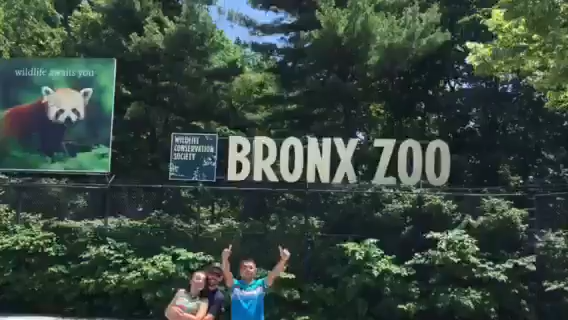 wildlife awaits you
WILDLIFE
CONSERVATION
SOCIETY
BRONX ZOO